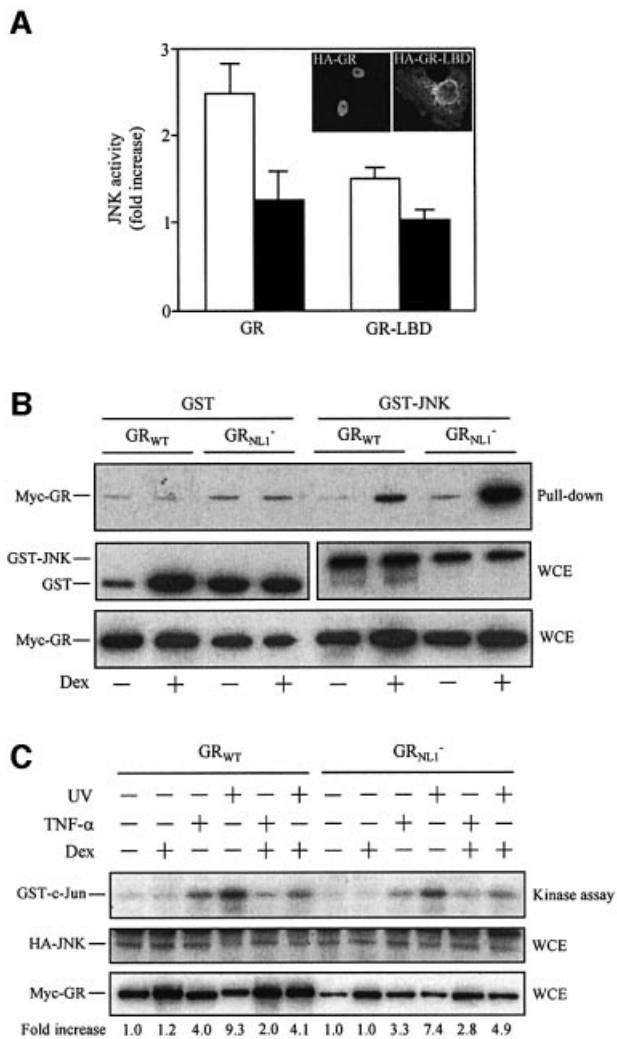 A
3
2
1
0
JNK activity
(fold increase)
HA-GR
HA-GR-LBD
GR
GR-LBD
B
GST
GST-JNK
GRWT
GRNL1-
GRWT
GRNL1-
Myc-GR
Pull-down
GST-JNK
GST
WCE
Myc-GR
WCE
Dex
- + - + - + - +
C
GRWT
GRNL1-
UV - - - + - + - - - + - +
TNF-α - - + - + - - - + - + -
Dex - + - - + + - + - - + +
GST-c-Jun
Kinase assay
HA-JNK
WCE
Myc-GR
WCE
Fold increase 1.0 1.2 4.0 9.3 2.0 4.1 1.0 1.0 3.3 7.4 2.8 4.9